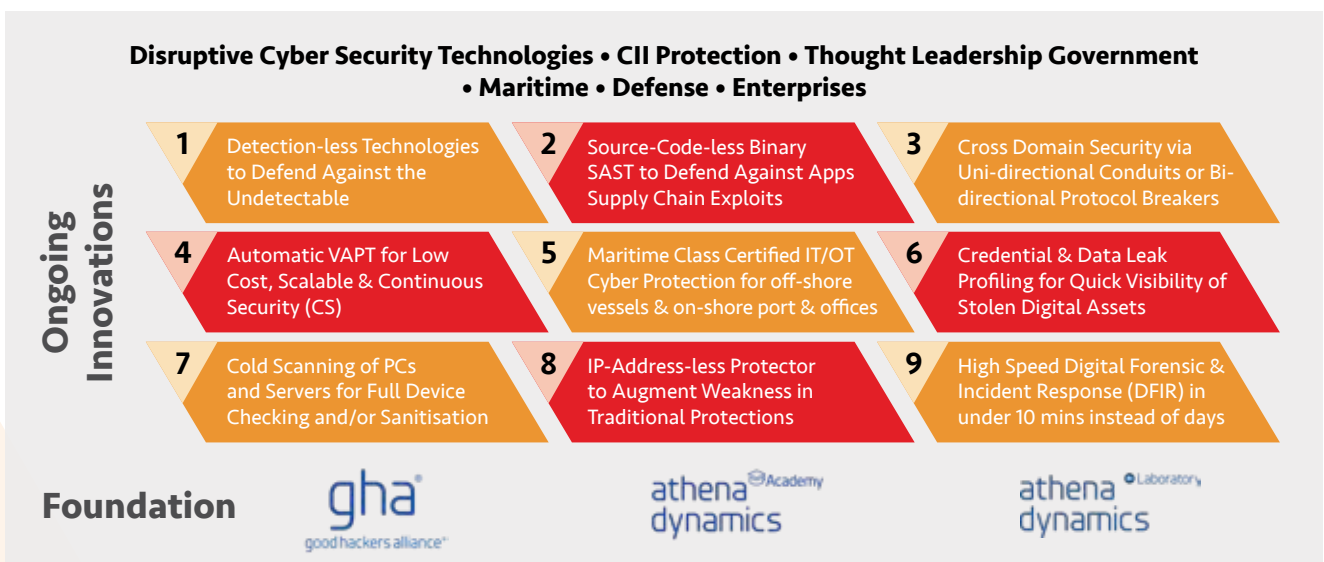 Disruptive Cyber Security Technologies • CII Protection • Thought Leadership Government
• Maritime • Defense • Enterprises
Ongoing
Innovations
1
Detection-less Technologies
to Defend Against the
Undetectable
2
Source-Code-less Binary
SAST to Defend Against Apps
Supply Chain Exploits
3
Cross Domain Security via
Uni-directional Conduits or Bi-
directional Protocol Breakers
4
Automatic VAPT for Low
Cost, Scalable & Continuous
Security (CS)
5
Maritime Class Certified IT/OT
Cyber Protection for off-shore
vessels & on-shore port & offices
6
Credential & Data Leak
Profiling for Quick Visibility of
Stolen Digital Assets
7
Cold Scanning of PCs
and Servers for Full Device
Checking and/or Sanitisation
8
IP-Address-less Protector
to Augment Weakness in
Traditional Protections
9
High Speed Digital Forensic &
Incident Response (DFIR) in
under 10 mins instead of days
Foundation
gha®
goodhackers alliance®
athena Academy
dynamics
athena Laboratory
dynamics